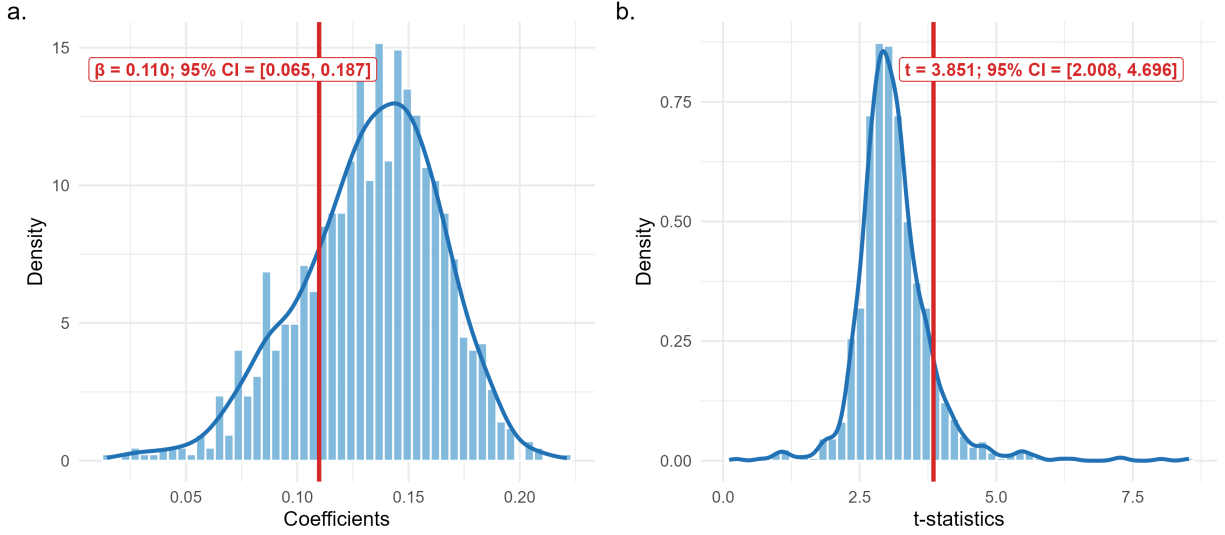 a.
β = 0.110; 95% CI = [0.065, 0.187]
15
10
5
0
Density
0.05 0.10 0.15 0.20
Coefficients
b.
t = 3.851; 95% CI = [2.008, 4.696]
0.75
0.50
0.25
0.00
Density
0.0 2.5 5.0 7.5
t-statistics